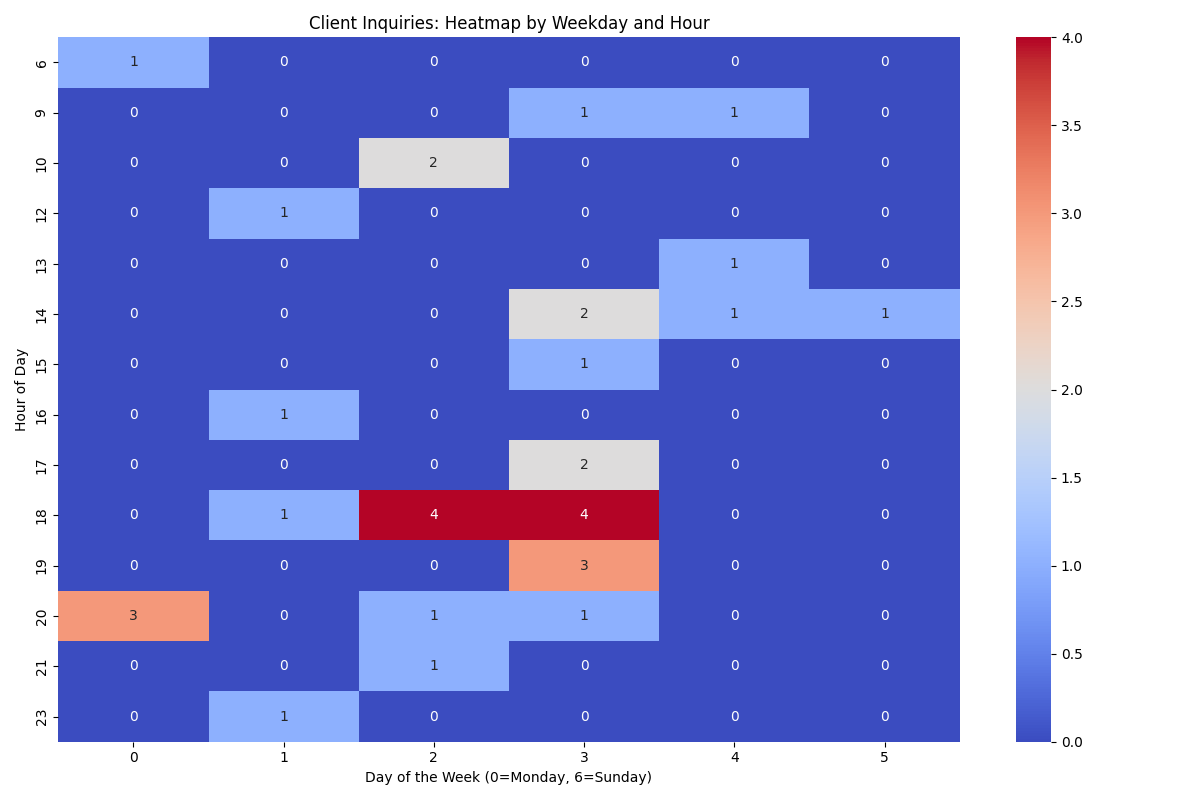 Client Inquiries: Heatmap by Weekday and Hour
Hour of Day
6 1 0 0 0 0 0
9 0 0 0 1 1 0
10 0 0 2 0 0 0
12 0 1 0 0 0 0
13 0 0 0 0 1 0
14 0 0 0 2 1 1
15 0 0 0 1 0 0
16 0 1 0 0 0 0
17 0 0 0 2 0 0
18 0 1 4 4 0 0
19 0 0 0 3 0 0
20 3 0 1 1 0 0
21 0 0 1 0 0 0
23 0 1 0 0 0 0
0 1 2 3 4 5
Day of the Week (0=Monday, 6=Sunday)
4.0
3.5
3.0
2.5
2.0
1.5
1.0
0.5
0.0